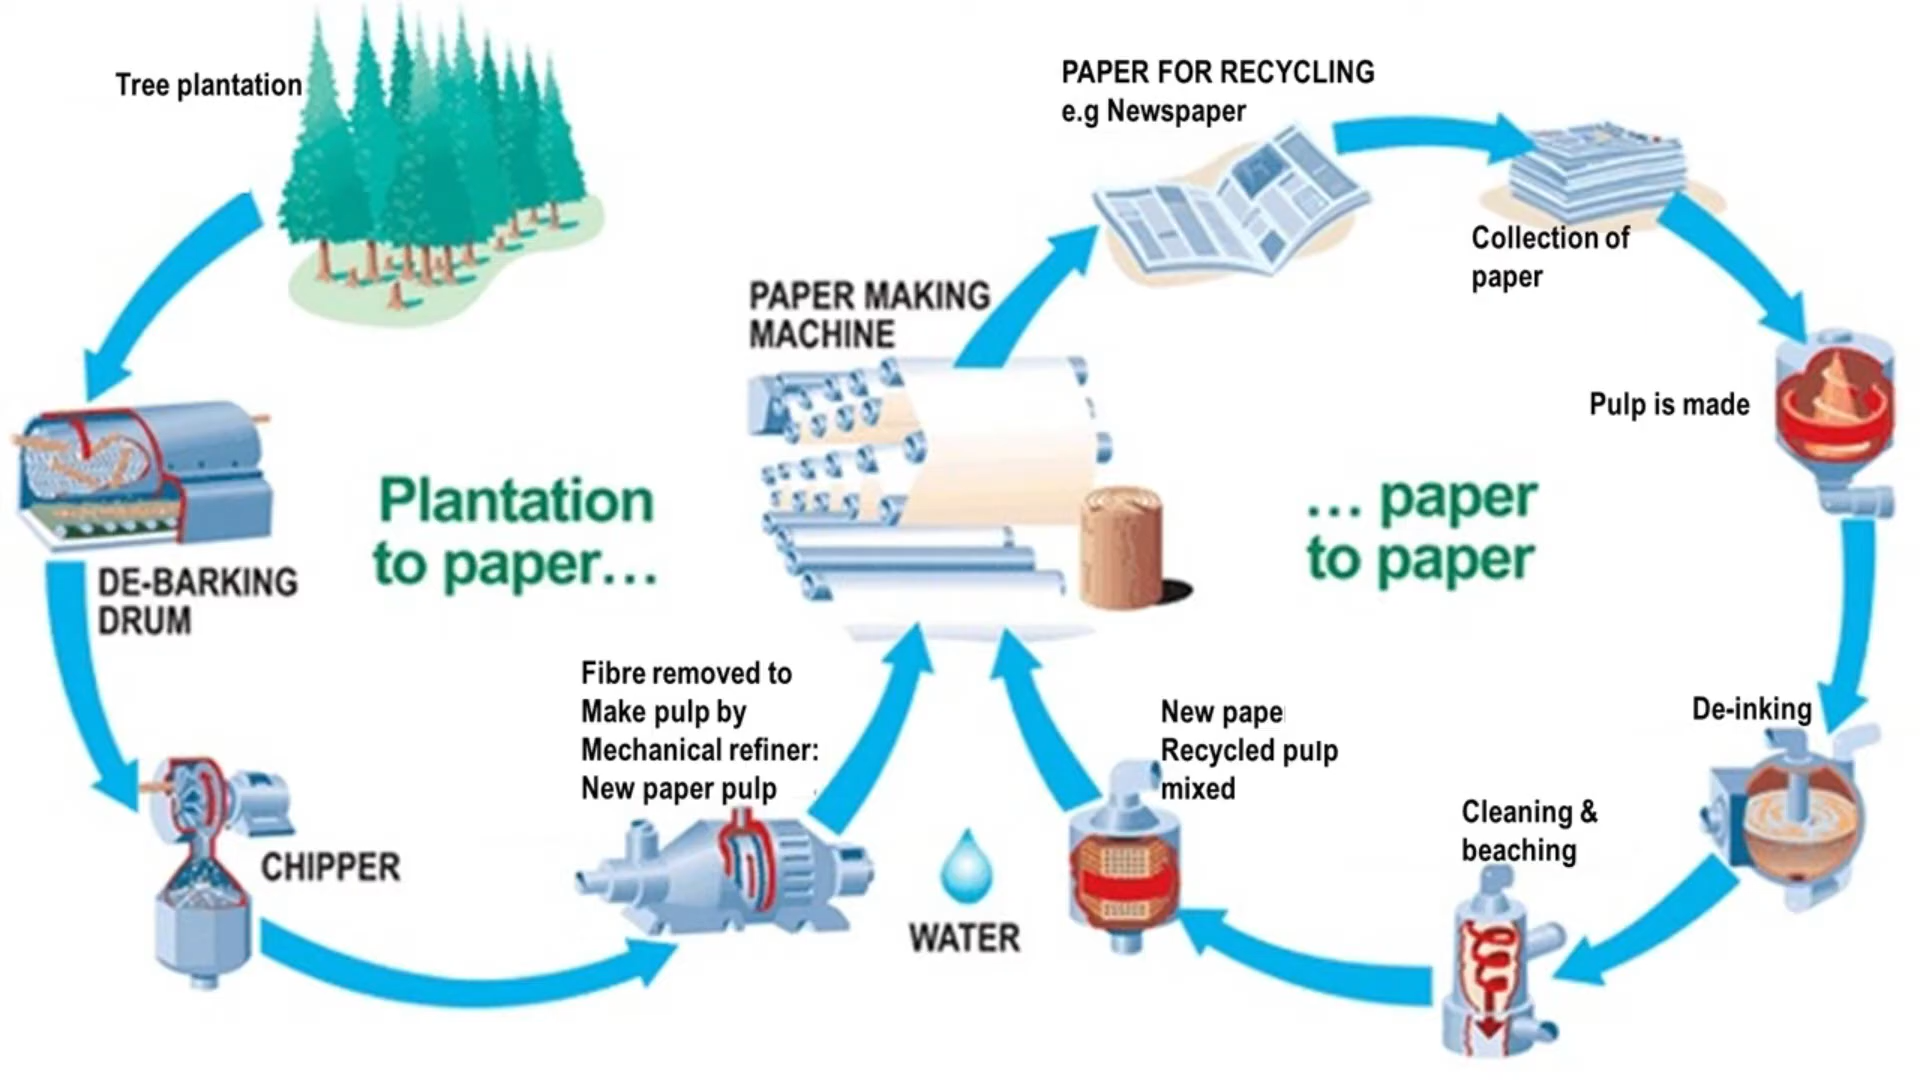 Tree plantation
DE-BARKING
DRUM
CHIPPER
Plantation
to paper...
Fibre removed to
Make pulp by
Mechanical refiner:
New paper pulp
WATER
PAPER MAKING
MACHINE
PAPER FOR RECYCLING
e.g Newspaper
Collection of
paper
Pulp is made
... paper
to paper
De-inking
Cleaning &
beaching
New pape
Recycled pulp
mixed